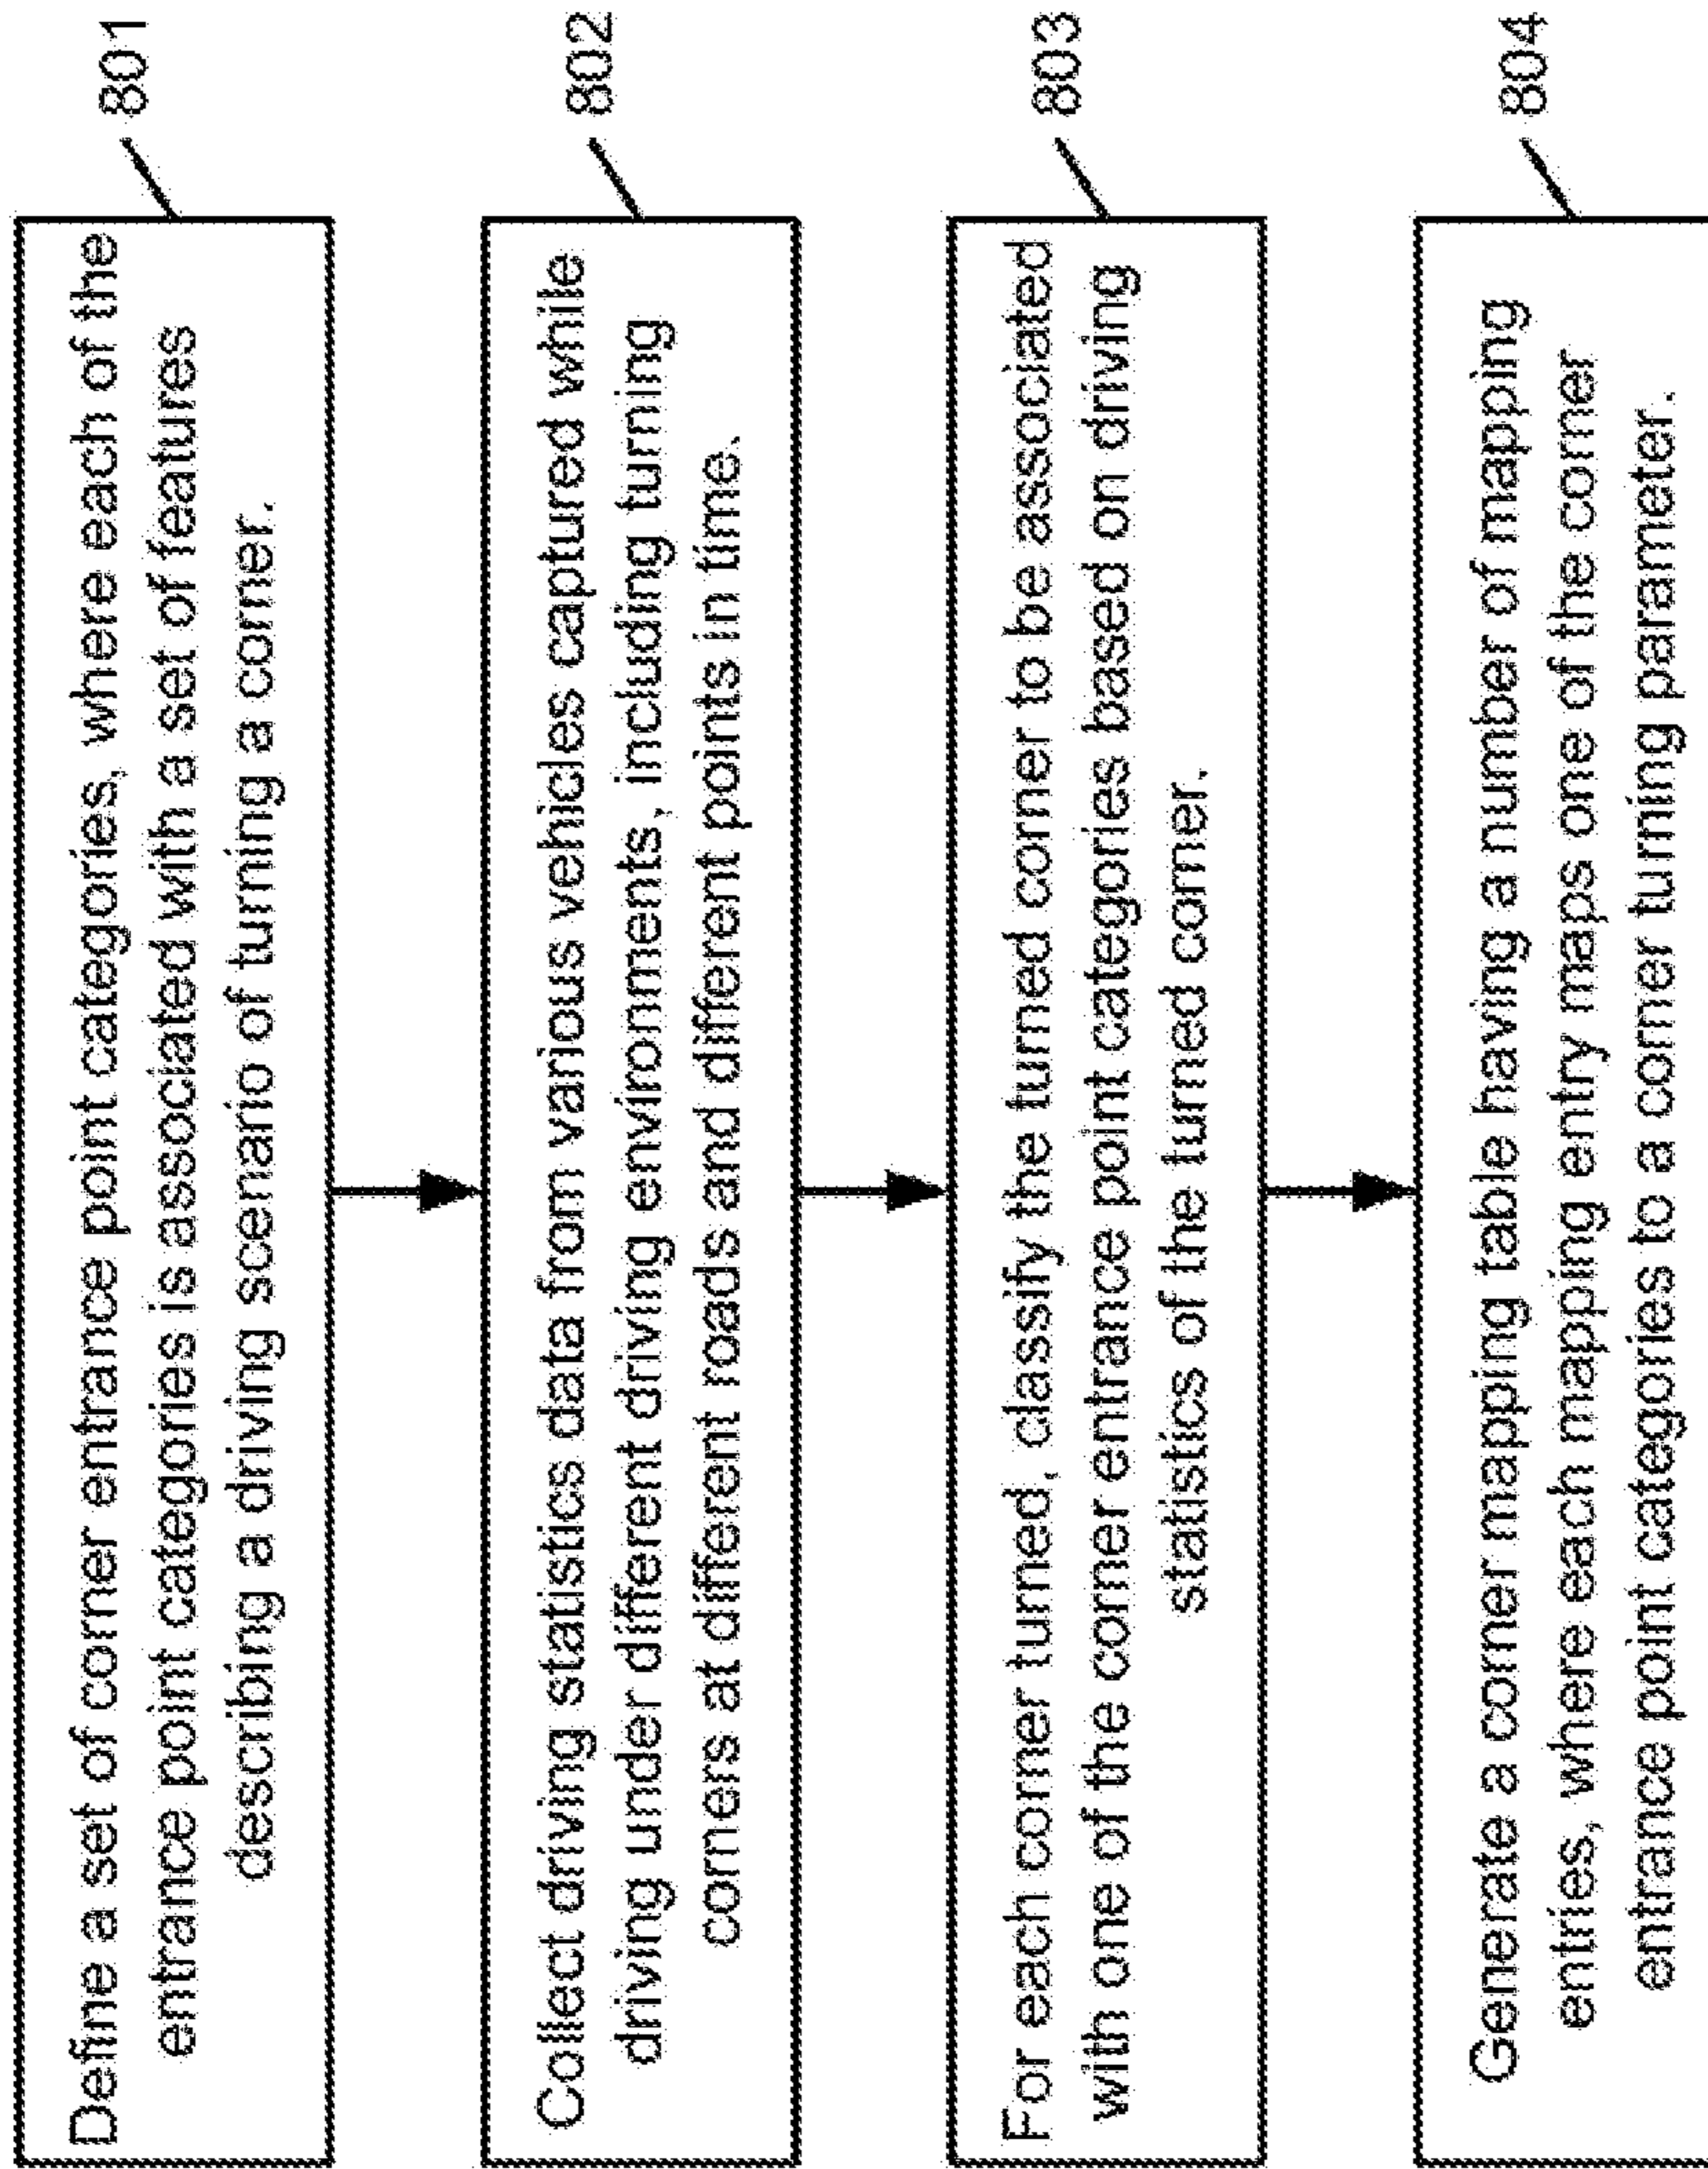 Define a set of corner entrance point categories, where each of the
entrance point categories is associated with a set of features
describing a driving scenario of turning a corner.
801
Collect driving statistics data from various vehicles captured while
driving under different driving environments, including turning
corners at different roads and different points in time.
802
For each corner turned, classify the turned corner to be associated
with one of the corner entrance point categories based on driving
statistics of the turned corner.
803
Generate a corner mapping table having a number of mapping
entries, where each mapping entry maps one of the corner
entrance point categories to a corner turning parameter.
804